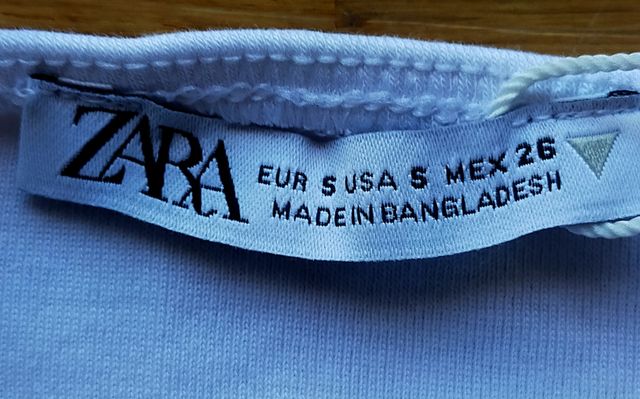 ZARA
EUR S USA S MEX 26
MADE IN BANGLADESH